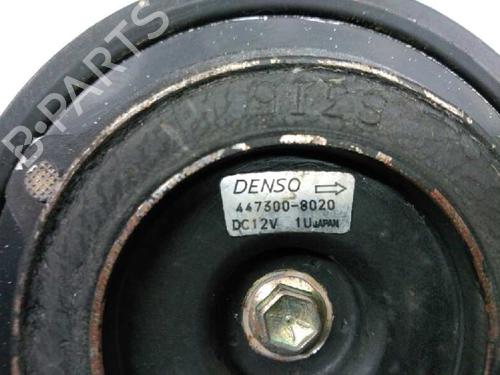 B-PARTS
DENSO
447300-8020
DC12V 1U JAPAN